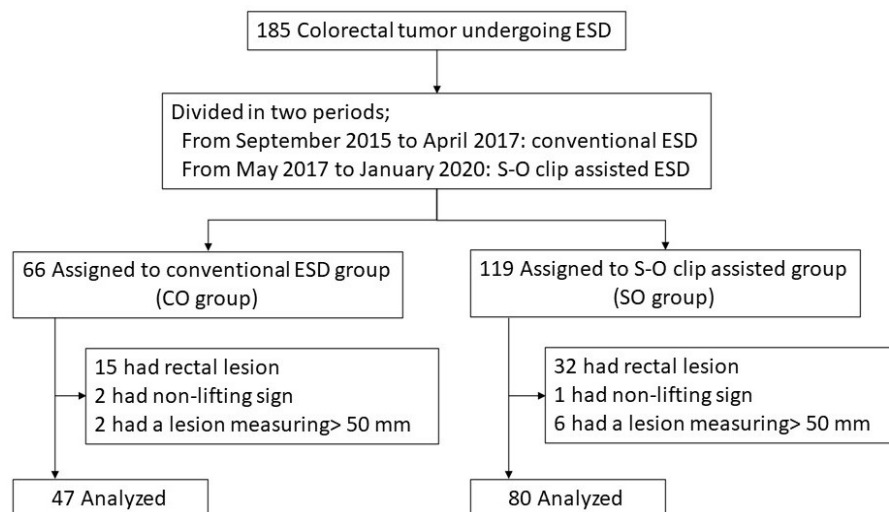 185 Colorectal tumor undergoing ESD
Divided in two periods;
From September 2015 to April 2017: conventional ESD
From May 2017 to January 2020: S-O clip assisted ESD
66 Assigned to conventional ESD group
(CO group)
119 Assigned to S-O clip assisted group
(SO group)
15 had rectal lesion
2 had non-lifting sign
2 had a lesion measuring> 50 mm
32 had rectal lesion
1 had non-lifting sign
6 had a lesion measuring> 50 mm
47 Analyzed
80 Analyzed